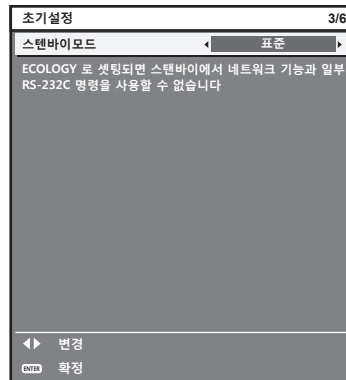 초기설정 3/6
스텐바이모드 표준
ECOLOGY 로 셋팅되면 스탠바이에서 네트워크 기능과 일부
RS-232C 명령을 사용할 수 없습니다
변경
ENTER 확정